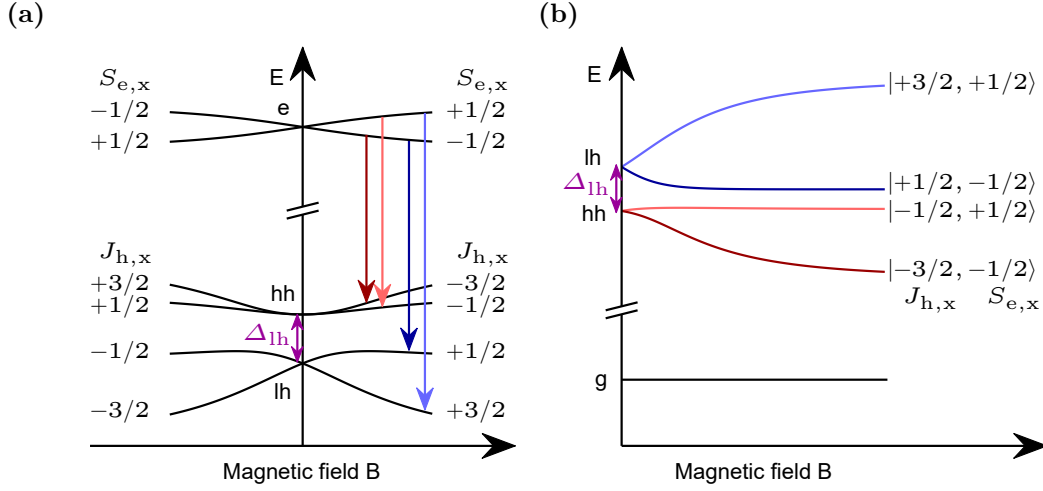 (a)
E
S_e,x
S_e,x
−1/2
e
+1/2
+1/2
−1/2
J_h,x
J_h,x
+3/2
hh
−3/2
+1/2
−1/2
Δ_lh
−1/2
+1/2
lh
−3/2
+3/2
Magnetic field B
(b)
E
|+3/2, +1/2⟩
lh
Δ_lh
|+1/2, −1/2⟩
hh
|−1/2, +1/2⟩
|−3/2, −1/2⟩
J_h,x S_e,x
g
Magnetic field B